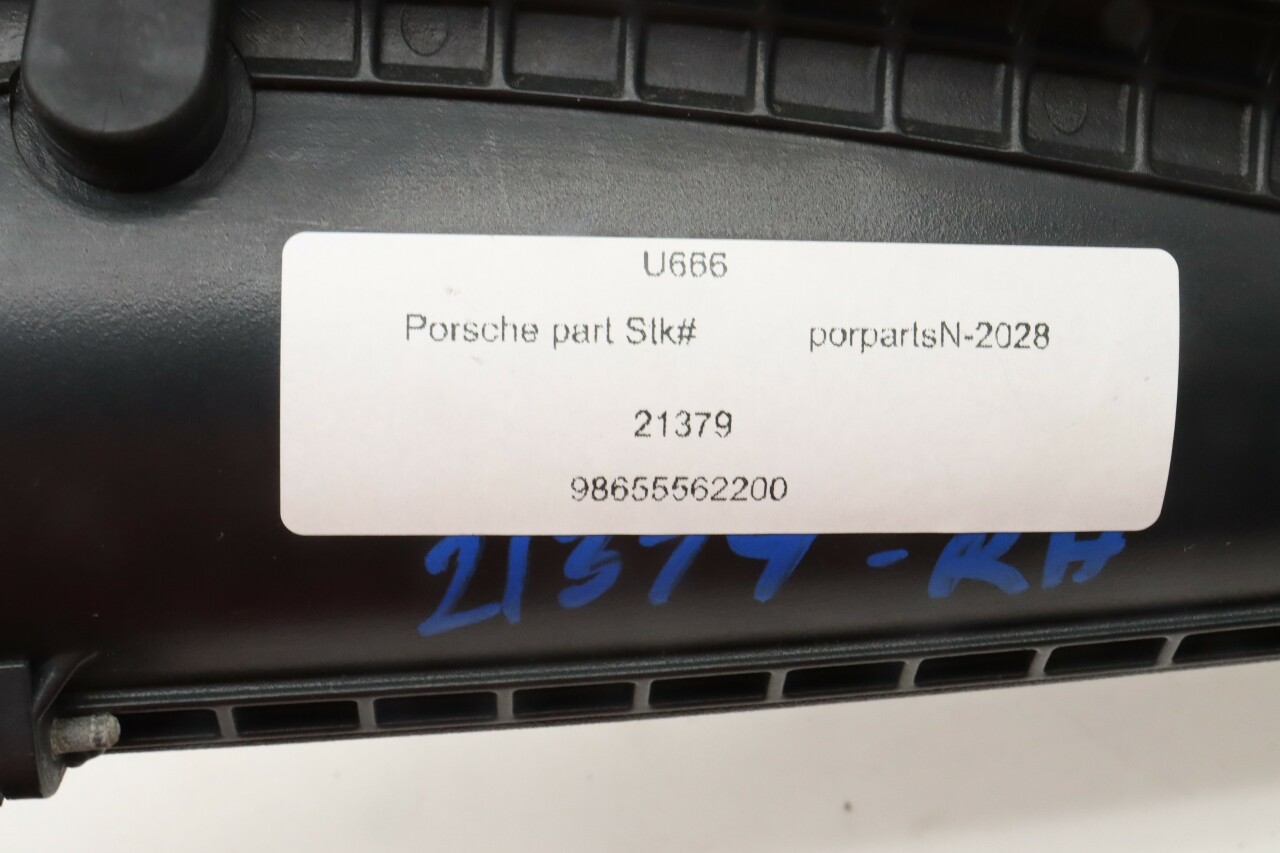 U666
Porsche part Stk# porpartsN-2028
21379
98655562200
21379-RH